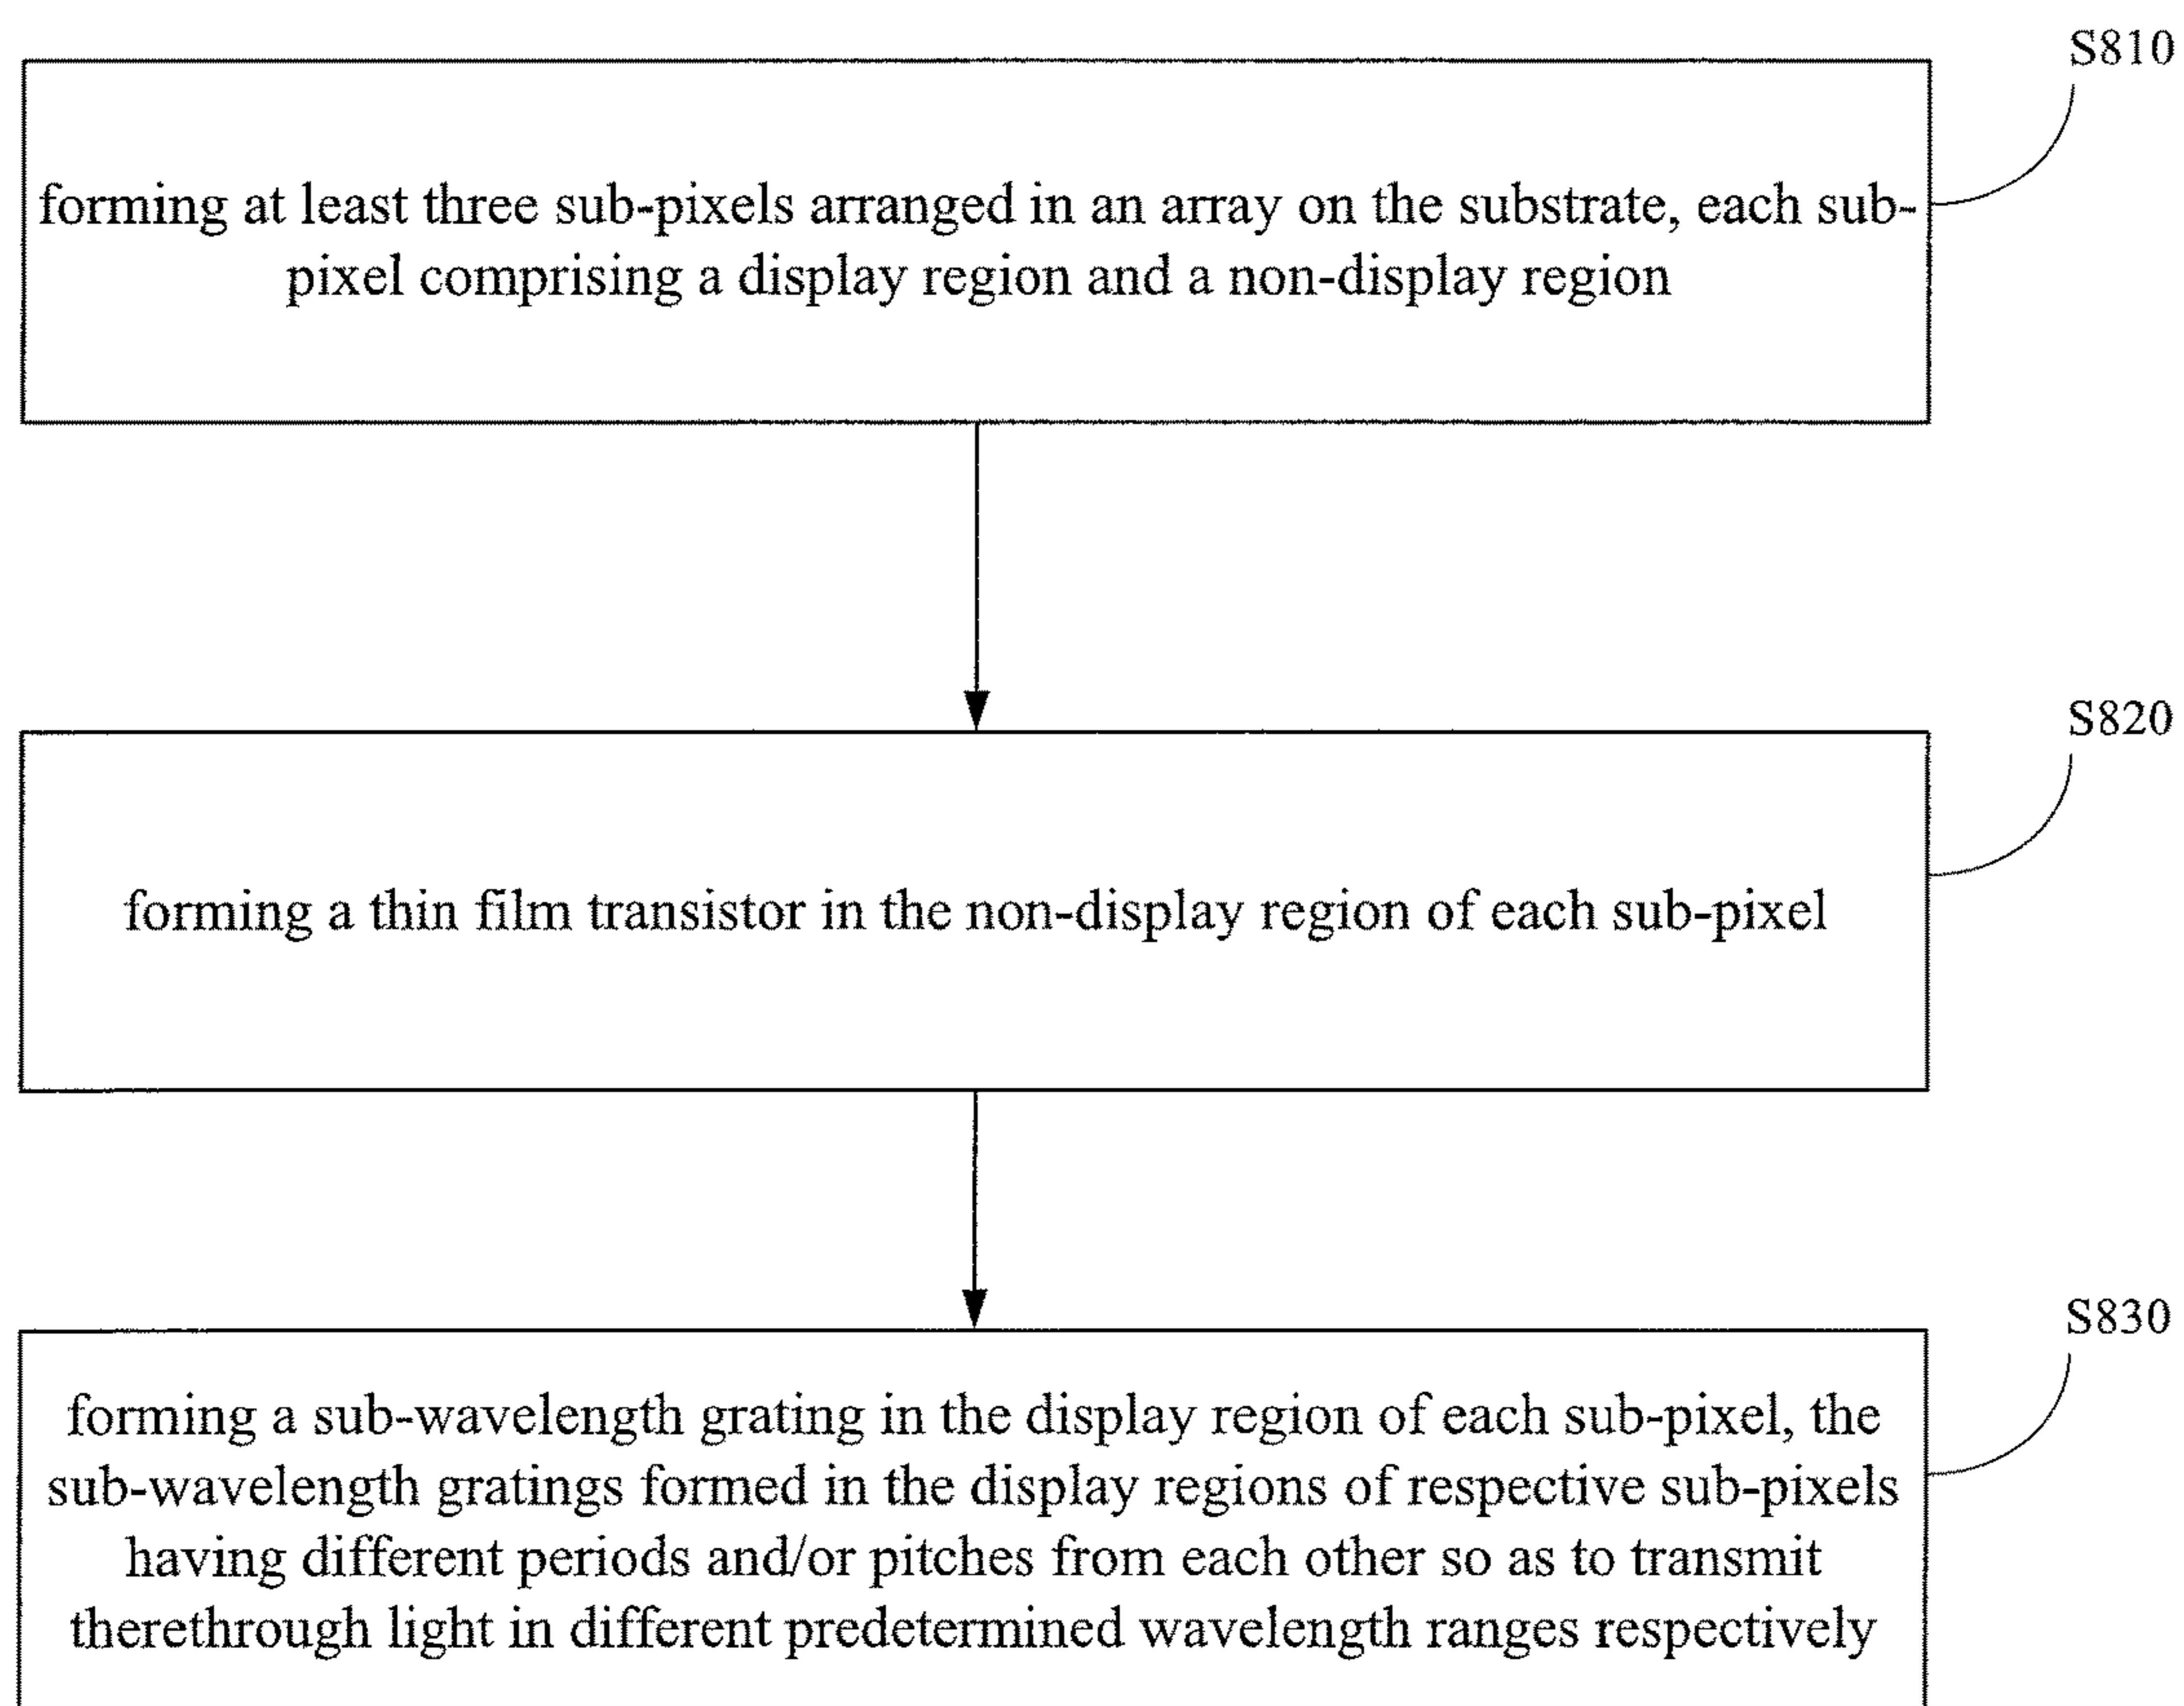 S810
forming at least three sub-pixels arranged in an array on the substrate, each sub-
pixel comprising a display region and a non-display region
S820
forming a thin film transistor in the non-display region of each sub-pixel
S830
forming a sub-wavelength grating in the display region of each sub-pixel, the
sub-wavelength gratings formed in the display regions of respective sub-pixels
having different periods and/or pitches from each other so as to transmit
therethrough light in different predetermined wavelength ranges respectively